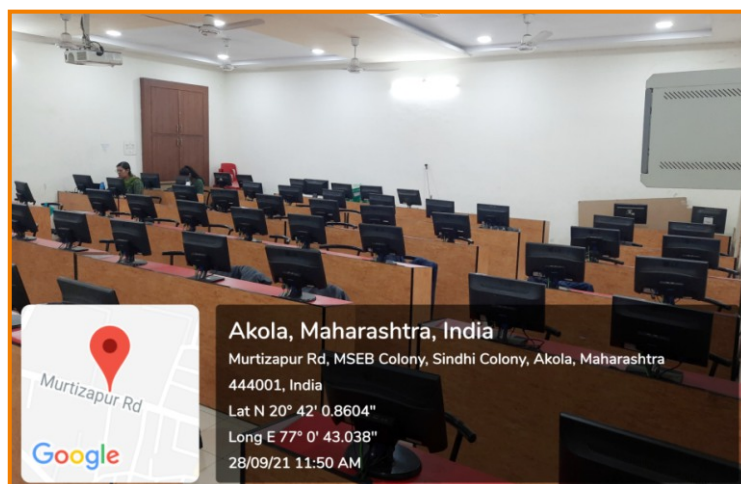 Murtizapur Rd
Google
Akola, Maharashtra, India
Murtizapur Rd, MSEB Colony, Sindhi Colony, Akola, Maharashtra
444001, India
Lat N 20° 42' 0.8604"
Long E 77° 0' 43.038"
28/09/21 11:50 AM